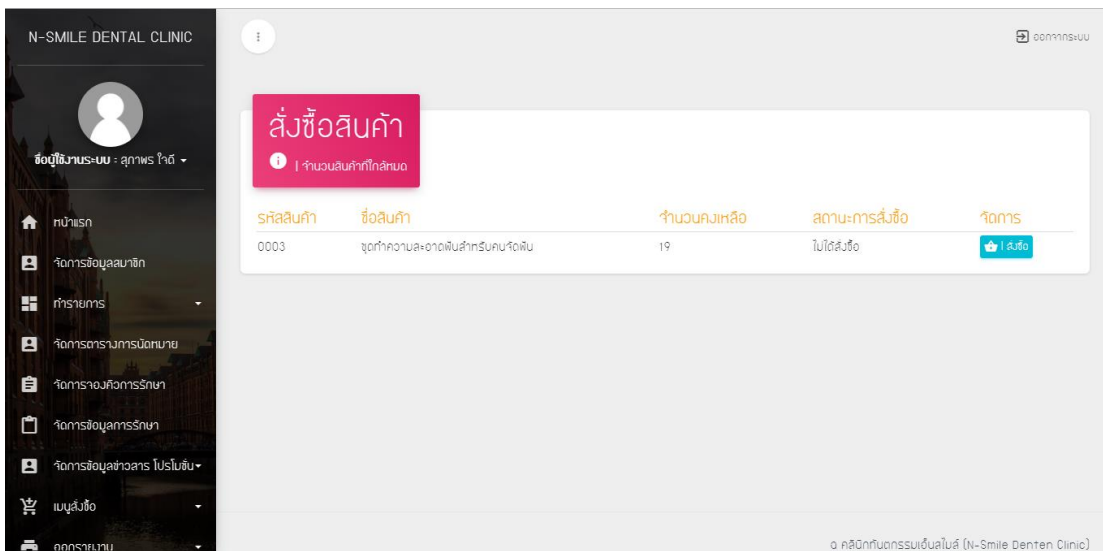 N-SMILE DENTAL CLINIC
ออกจากระบบ
ชื่อผู้ใช้งานระบบ : สุภาพร ใจดี
หน้าแรก
จัดการข้อมูลสมาชิก
ทำรายการ
จัดการตารางการนัดหมาย
จัดการจองคิวการรักษา
จัดการข้อมูลการรักษา
จัดการข้อมูลข่าวสาร โปรโมชั่น
เมนูสั่งซื้อ
ออกรายงาน
สั่งซื้อสินค้า
| จำนวนสินค้าที่ใกล้หมด
รหัสสินค้า ชื่อสินค้า จำนวนคงเหลือ สถานะการสั่งซื้อ จัดการ
0003 ชุดทำความสะอาดฟันสำหรับคนจัดฟัน 19 ไม่ได้สั่งซื้อ | สั่งซื้อ
ฉ คลินิกทันตกรรมเอ็นสไมล์ (N-Smile Denten Clinic)